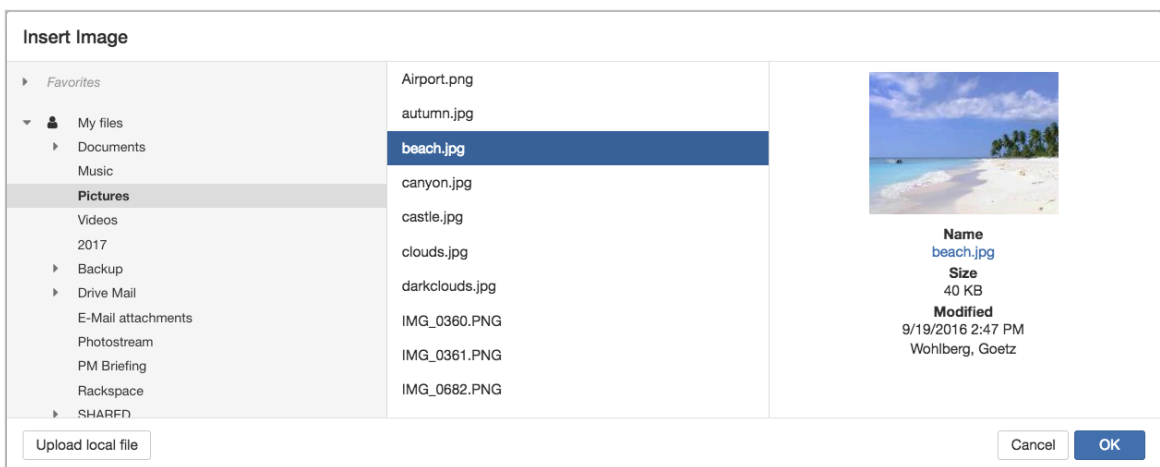 Insert Image
Favorites
My files
Documents
Music
Pictures
Videos
2017
Backup
Drive Mail
E-Mail attachments
Photostream
PM Briefing
Rackspace
SHARED
Airport.png
autumn.jpg
beach.jpg
canyon.jpg
castle.jpg
clouds.jpg
darkclouds.jpg
IMG_0360.PNG
IMG_0361.PNG
IMG_0682.PNG
Name
beach.jpg
Size
40 KB
Modified
9/19/2016 2:47 PM
Wohlberg, Goetz
Upload local file
Cancel
OK